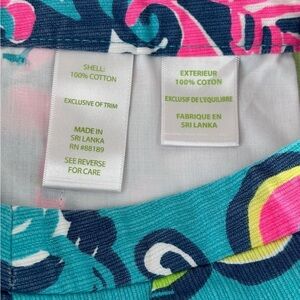 SHELL:
100% COTTON
EXCLUSIVE OF TRIM
MADE IN
SRI LANKA
RN #88189
SEE REVERSE
FOR CARE
EXTERIEUR
100% COTTON
EXCLUSIF DE L'EQUILIBRE
FABRIQUE EN
SRI LANKA